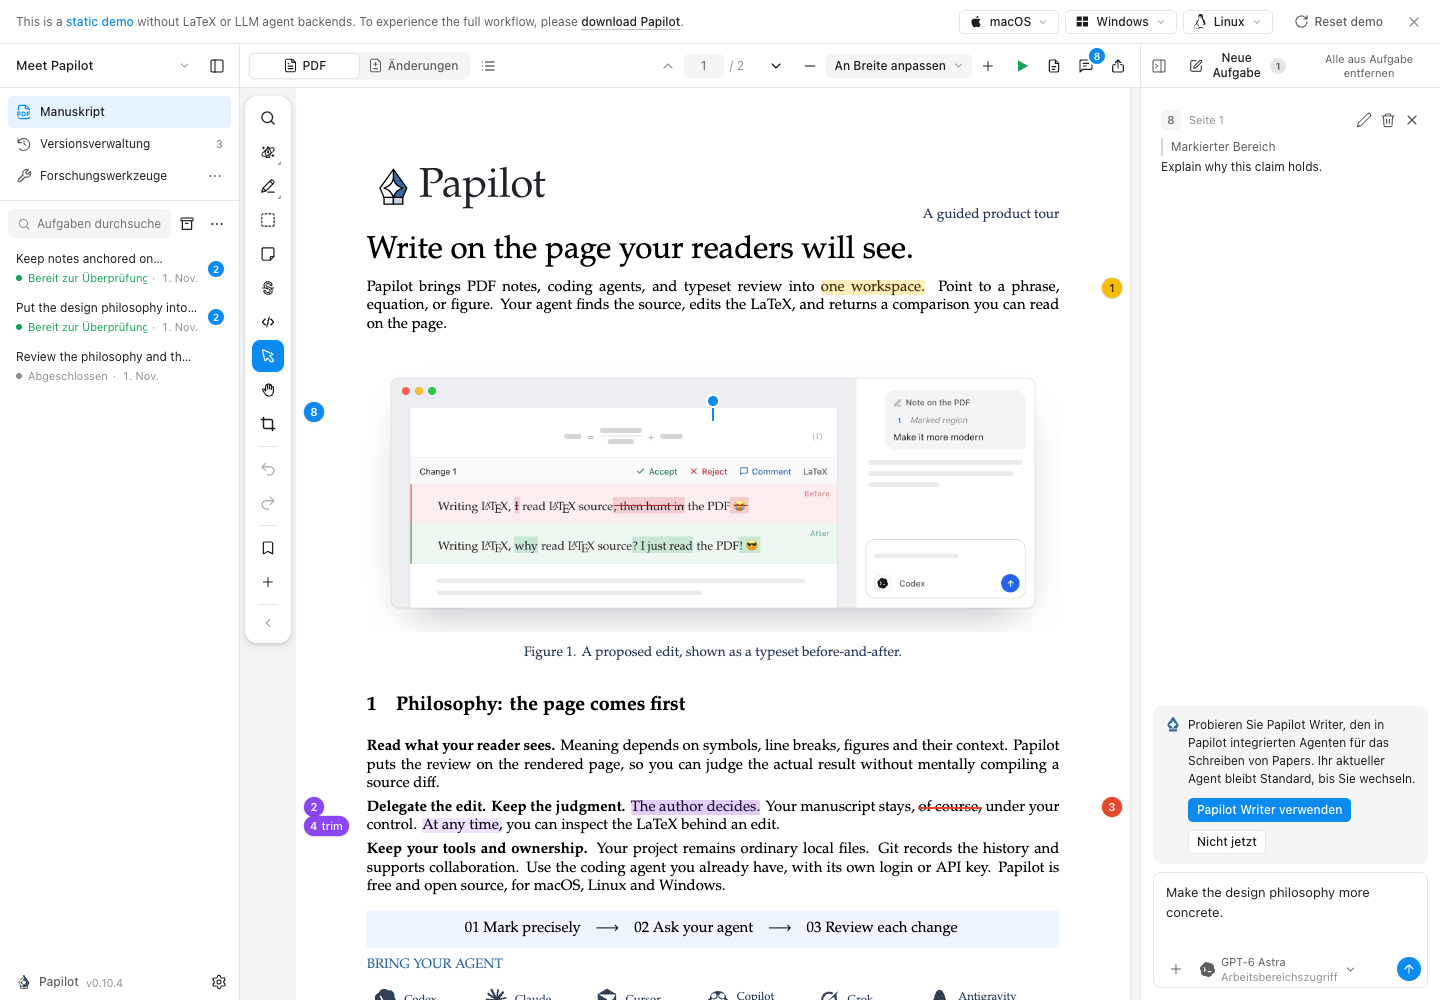 This is a static demo without LaTeX or LLM agent backends. To experience the full workflow, please download Papilot.
macOS
Windows
Linux
Reset demo
Meet Papilot
PDF
Änderungen
1 / 2
An Breite anpassen
8
Neue Aufgabe 1
Alle aus Aufgabe entfernen
Manuskript
Versionsverwaltung 3
Forschungswerkzeuge
Aufgaben durchsuche
Keep notes anchored on...
Bereit zur Überprüfung · 1. Nov.
2
Put the design philosophy into...
Bereit zur Überprüfung · 1. Nov.
2
Review the philosophy and th...
Abgeschlossen · 1. Nov.
Papilot v0.10.4
Papilot
A guided product tour
Write on the page your readers will see.
Papilot brings PDF notes, coding agents, and typeset review into one workspace. Point to a phrase,
equation, or figure. Your agent finds the source, edits the LaTeX, and returns a comparison you can read
on the page.
1
8
= +
(1)
Change 1
Accept
Reject
Comment
LaTeX
Before
Writing LATEX, I read LATEX source, then hunt in the PDF 😭
After
Writing LATEX, why read LATEX source? I just read the PDF! 😎
Note on the PDF
1 Marked region
Make it more modern
Codex
Figure 1. A proposed edit, shown as a typeset before-and-after.
1 Philosophy: the page comes first
Read what your reader sees. Meaning depends on symbols, line breaks, figures and their context. Papilot
puts the review on the rendered page, so you can judge the actual result without mentally compiling a
source diff.
2
Delegate the edit. Keep the judgment. The author decides. Your manuscript stays, of course, under your
3
4 trim
control. At any time, you can inspect the LaTeX behind an edit.
Keep your tools and ownership. Your project remains ordinary local files. Git records the history and
supports collaboration. Use the coding agent you already have, with its own login or API key. Papilot is
free and open source, for macOS, Linux and Windows.
01 Mark precisely ⟶ 02 Ask your agent ⟶ 03 Review each change
BRING YOUR AGENT
Codex
Claude
Cursor
Copilot
Grok
Antigravity
8 Seite 1
Markierter Bereich
Explain why this claim holds.
Probieren Sie Papilot Writer, den in
Papilot integrierten Agenten für das
Schreiben von Papers. Ihr aktueller
Agent bleibt Standard, bis Sie wechseln.
Papilot Writer verwenden
Nicht jetzt
Make the design philosophy more
concrete.
GPT-6 Astra
Arbeitsbereichszugriff